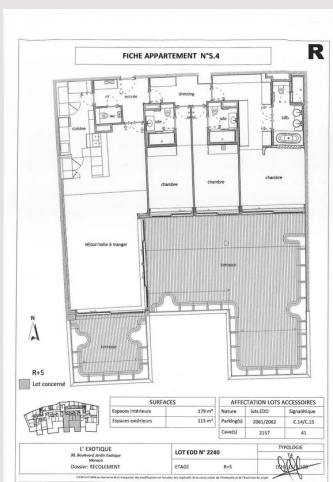 FICHE APPARTEMENT N°5.4
R
entrée
dressing
wc
sde
sde
sdb
cuisine
chambre
chambre
chambre
séjour/salle à manger
terrasse
terrasse
N
R+5
Lot concerné
SURFACES
Espaces intérieurs 179 m²
Espaces extérieurs 113 m²
AFFECTATION LOTS ACCESSOIRES
Nature lots EDD Signalétique
Parking(s) 2061/2062 C.14/C.15
Cave(s) 2157 41
L'EXOTIQUE
39, Boulevard Jardin Exotique
Monaco
Dossier: RECOLEMENT
LOT EDD N° 2240
ETAGE R+5
TYPOLOGIE